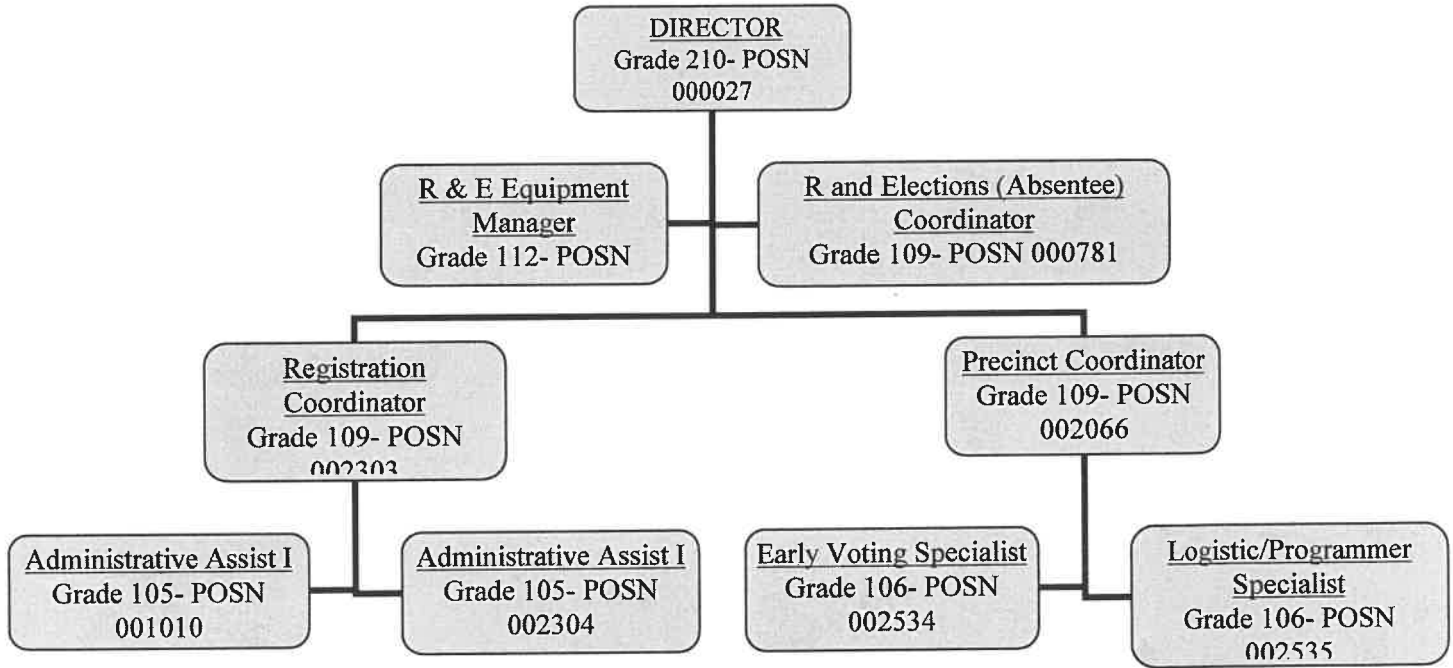 DIRECTOR
Grade 210- POSN
000027
R & E Equipment
Manager
Grade 112- POSN
R and Elections (Absentee)
Coordinator
Grade 109- POSN 000781
Registration
Coordinator
Grade 109- POSN
002303
Precinct Coordinator
Grade 109- POSN
002066
Administrative Assist I
Grade 105- POSN
001010
Administrative Assist I
Grade 105- POSN
002304
Early Voting Specialist
Grade 106- POSN
002534
Logistic/Programmer
Specialist
Grade 106- POSN
002535